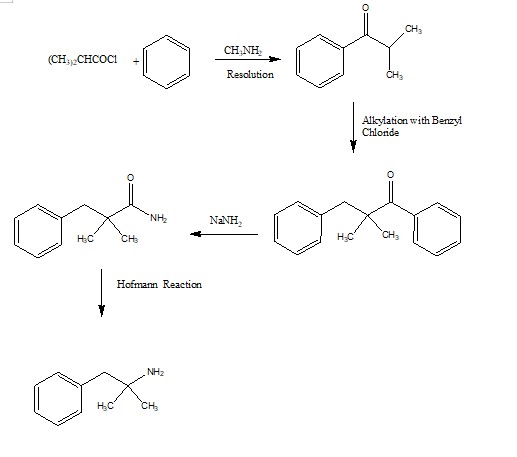 O
CH₃
(CH₃)₂CHCOCl
+
CH₃NH₂
Resolution
CH₃
Alkylation with Benzyl
Chloride
O
NH₂
H₃C
CH₃
NaNH₂
O
H₃C
CH₃
Hofmann Reaction
NH₂
H₃C
CH₃